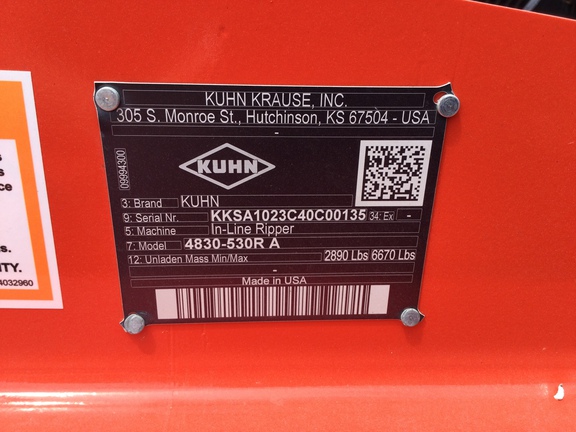 KUHN KRAUSE, INC.
305 S. Monroe St., Hutchinson, KS 67504 - USA
-
09994300
KUHN
3: Brand KUHN
9: Serial Nr. KKSA1023C40C00135 34: Ex -
5: Machine In-Line Ripper
7: Model 4830-530R A
12: Unladen Mass Min/Max 2890 Lbs 6670 Lbs
-
Made in USA
s
s
ce
s.
ITY.
4032960